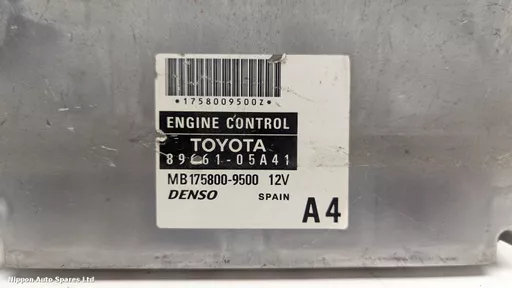 *1758009500Z*
ENGINE CONTROL
TOYOTA
89661-05A41
MB175800-9500 12V
DENSO SPAIN A4
Nippon Auto Spares Ltd